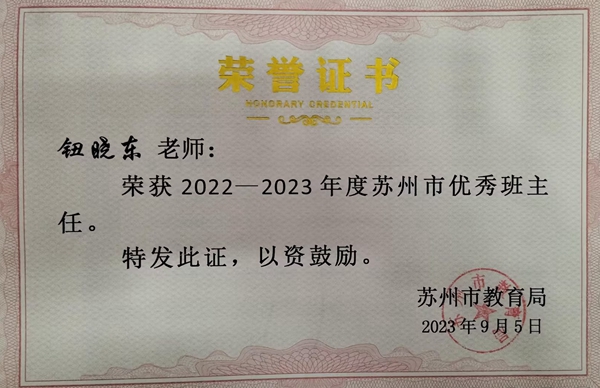 荣誉证书
HONORARY CREDENTIAL
钮晓东 老师：
荣获 2022—2023 年度苏州市优秀班主
任。
特发此证，以资鼓励。
苏州市教育局
2023 年 9 月 5 日